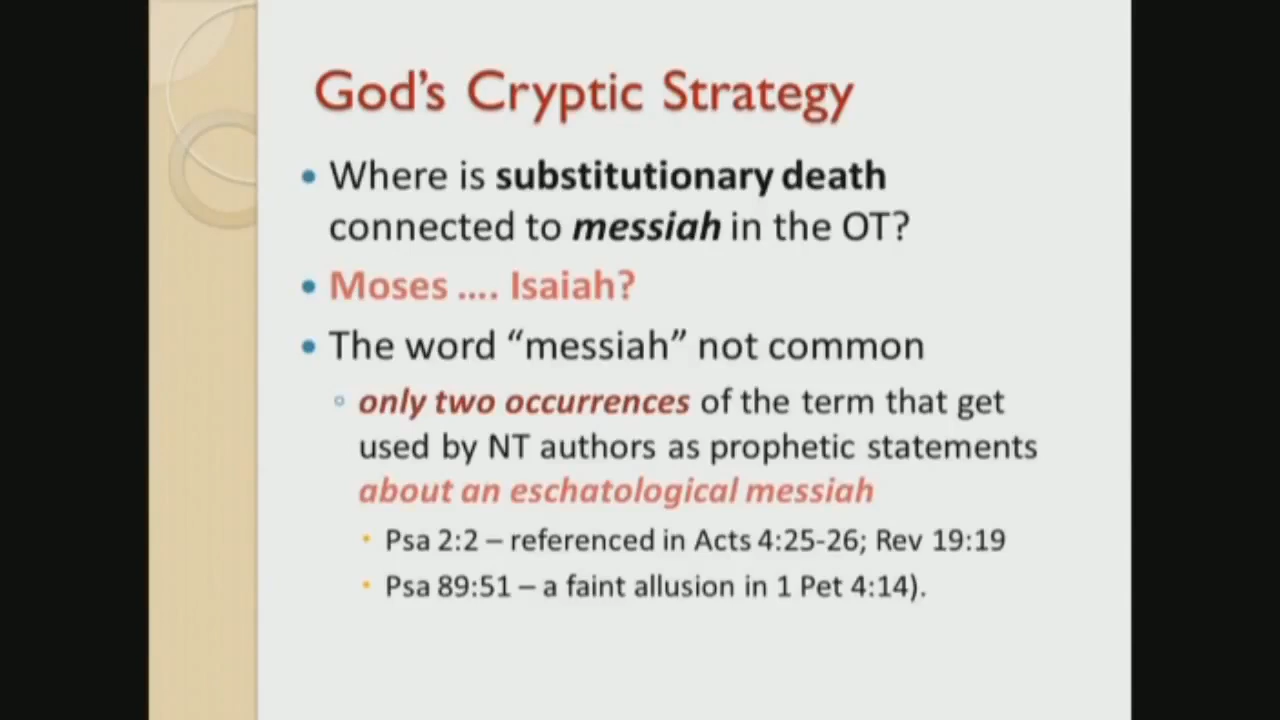 God's Cryptic Strategy
• Where is substitutionary death
connected to messiah in the OT?
• Moses .... Isaiah?
• The word “messiah” not common
◦ only two occurrences of the term that get
used by NT authors as prophetic statements
about an eschatological messiah
• Psa 2:2 – referenced in Acts 4:25-26; Rev 19:19
• Psa 89:51 – a faint allusion in 1 Pet 4:14).